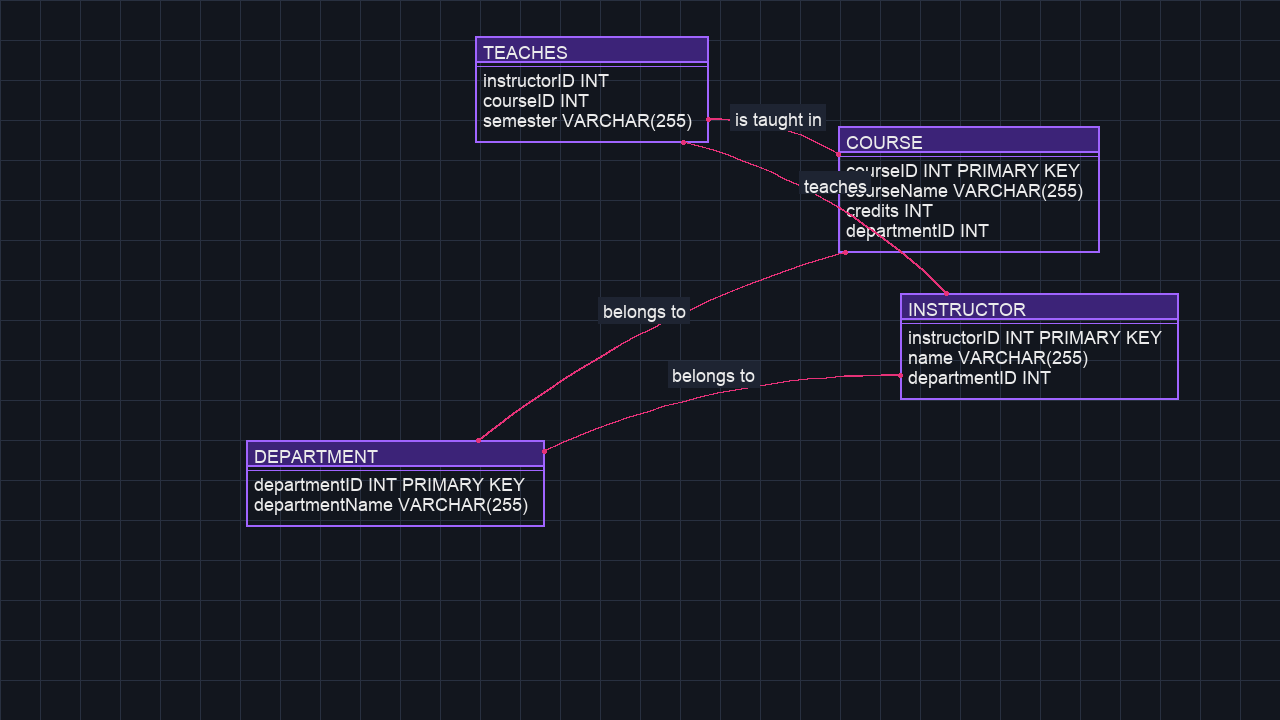 TEACHES
instructorID INT
courseID INT
semester VARCHAR(255)
is taught in
COURSE
courseID INT PRIMARY KEY
courseName VARCHAR(255)
credits INT
departmentID INT
teaches
belongs to
INSTRUCTOR
instructorID INT PRIMARY KEY
name VARCHAR(255)
departmentID INT
belongs to
DEPARTMENT
departmentID INT PRIMARY KEY
departmentName VARCHAR(255)